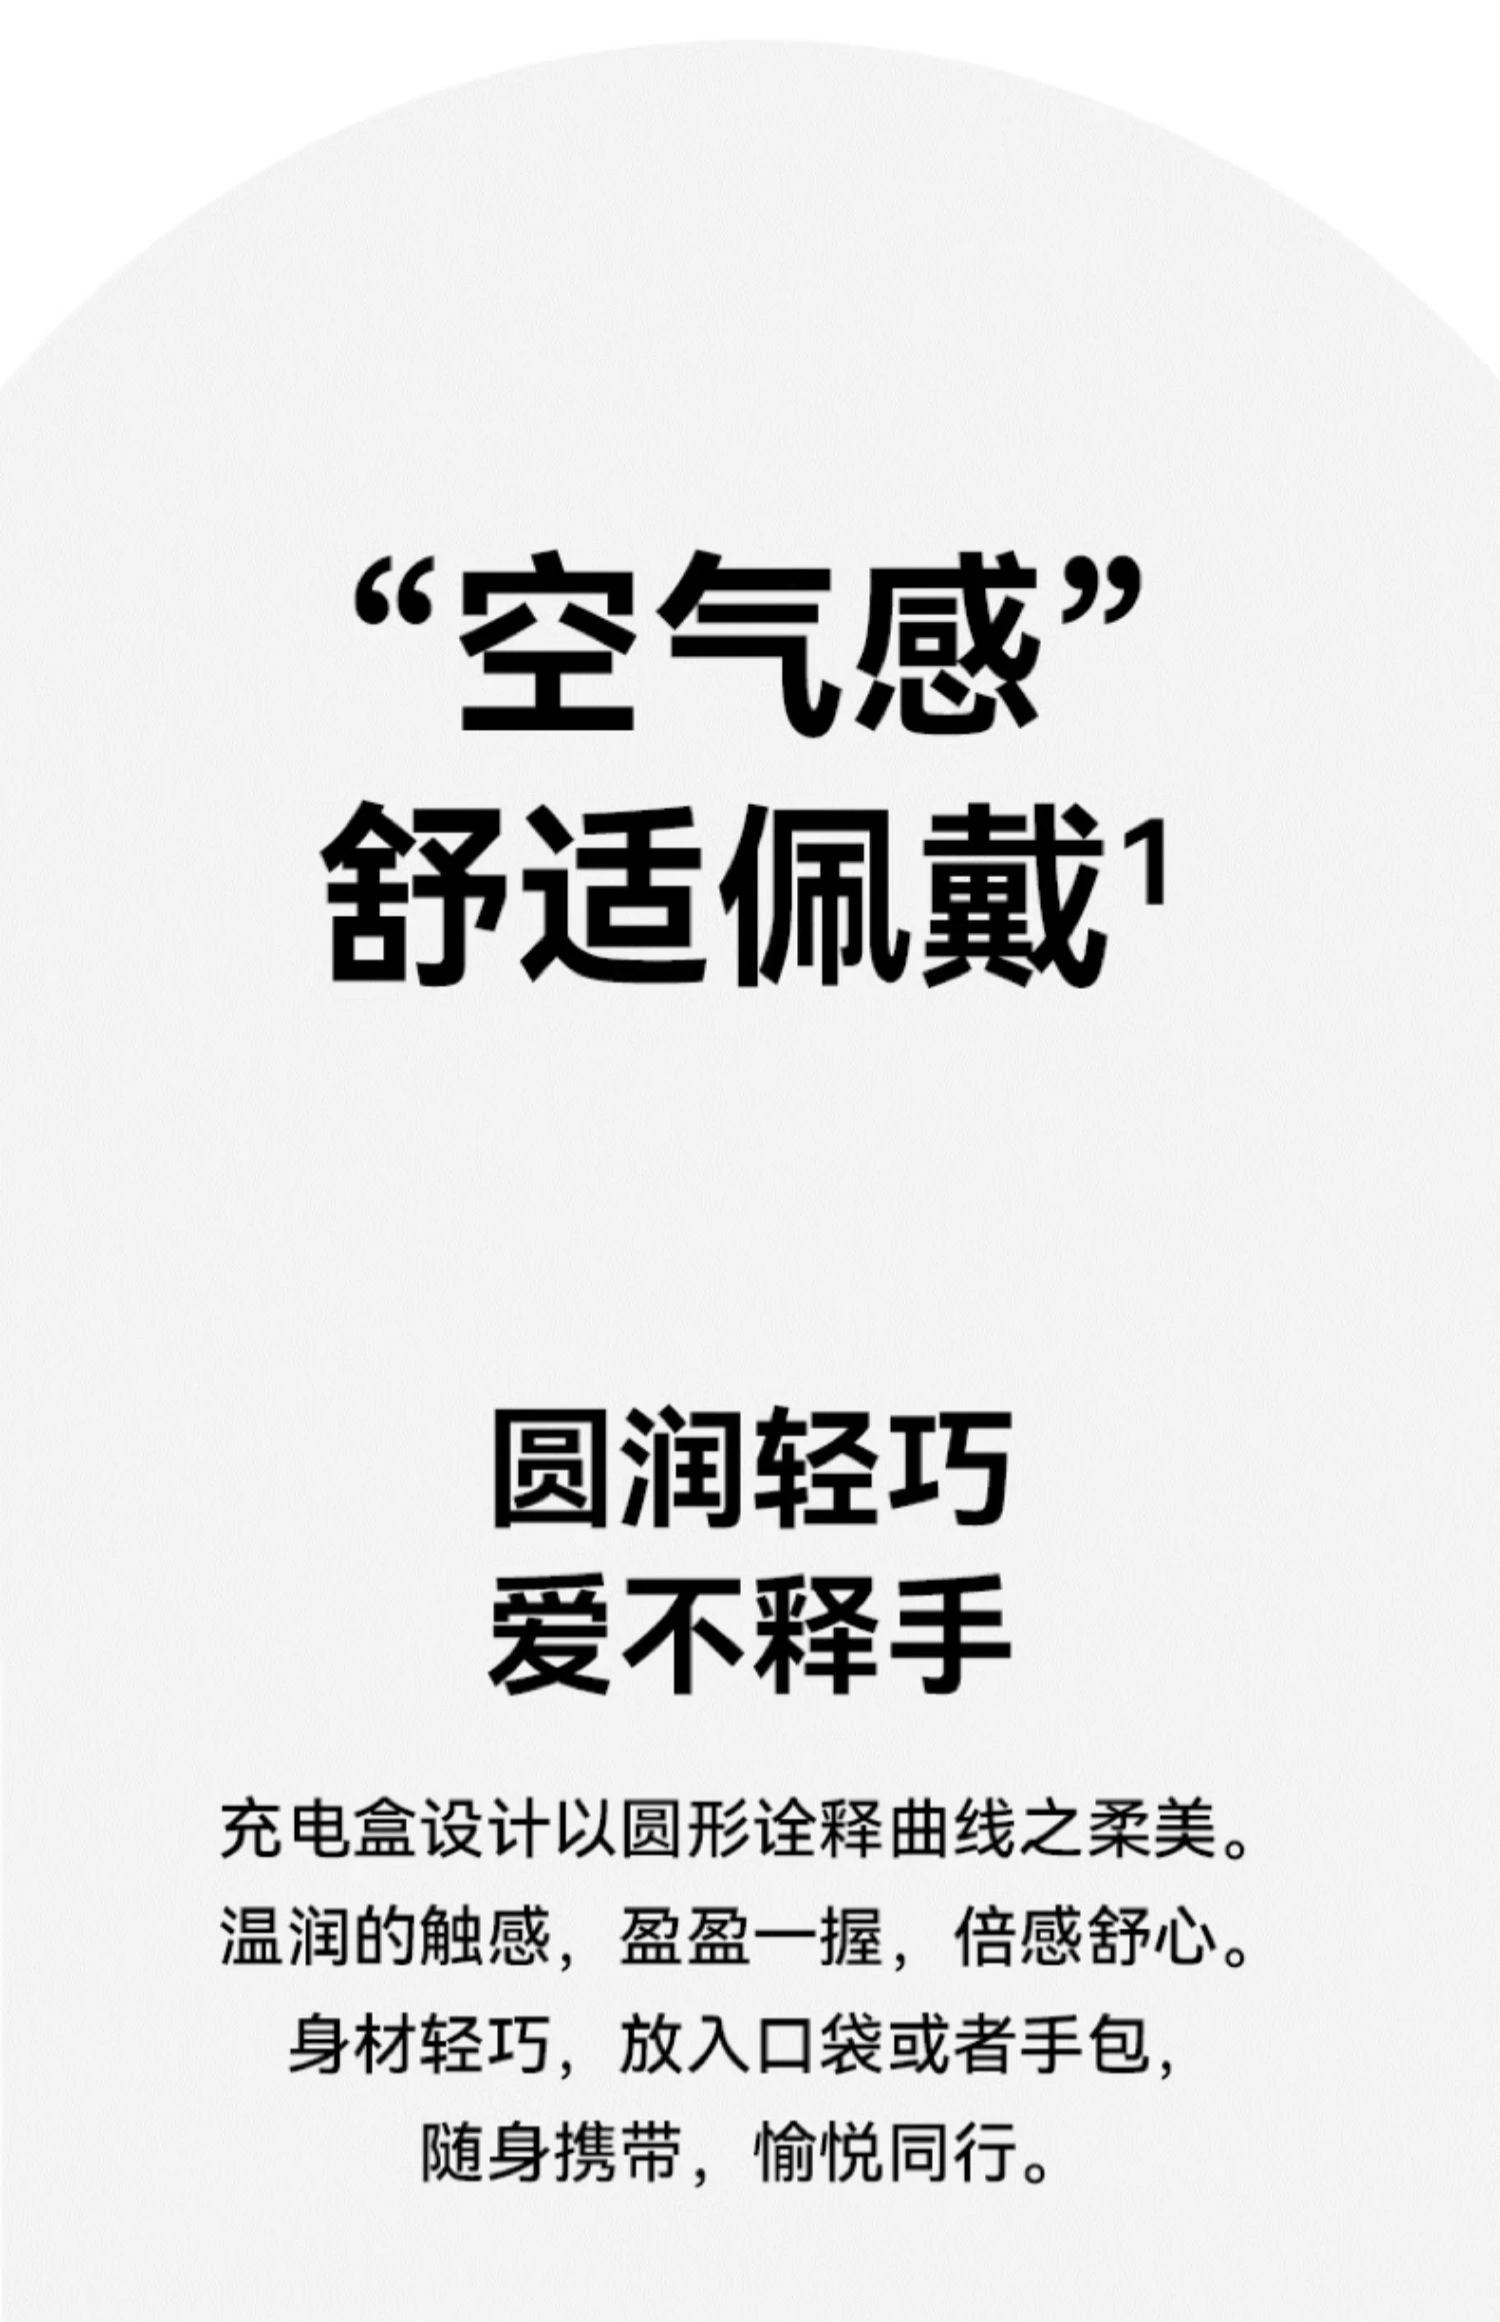 “空气感”
舒适佩戴¹
圆润轻巧
爱不释手
充电盒设计以圆形诠释曲线之柔美。
温润的触感，盈盈一握，倍感舒心。
身材轻巧，放入口袋或者手包，
随身携带，愉悦同行。